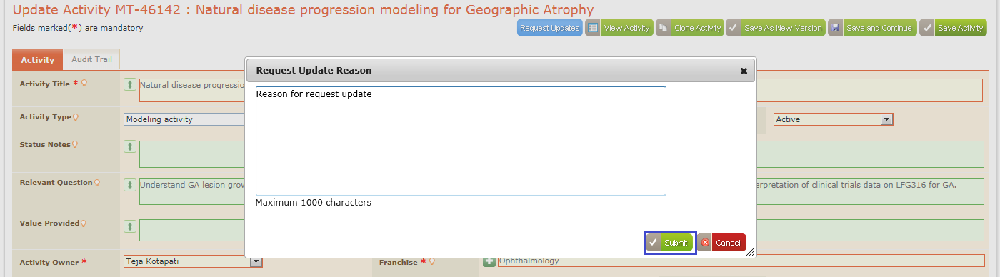 Update Activity MT-46142 : Natural disease progression modeling for Geographic Atrophy
Fields marked(*) are mandatory
Request Updates View Activity Clone Activity Save As New Version Save and Continue Save Activity
Activity Audit Trail
Request Update Reason
Activity Title * Natural disease progressio
Reason for request update
Activity Type Modeling activity Active
Status Notes
Relevant Question Understand GA lesion grow erpretation of clinical trials data on LFG316 for GA.
Maximum 1000 characters
Value Provided
Submit Cancel
Activity Owner * Teja Kotapati Franchise * Ophthalmology